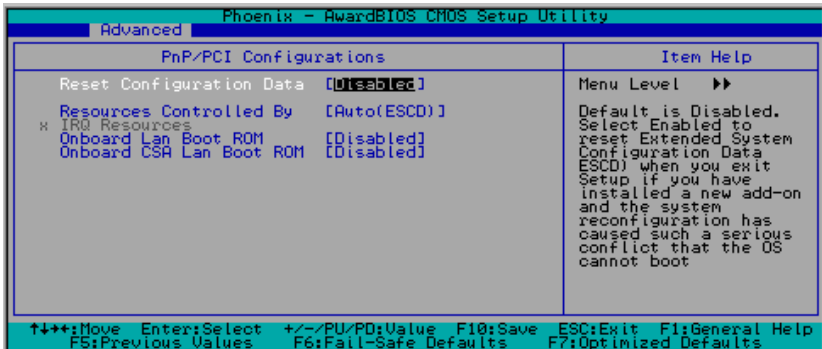 Phoenix - AwardBIOS CMOS Setup Utility
Advanced
PnP/PCI Configurations
Item Help
Reset Configuration Data [Disabled]
Resources Controlled By [Auto(ESCD)]
x IRQ Resources
Onboard Lan Boot ROM [Disabled]
Onboard CSA Lan Boot ROM [Disabled]
Menu Level ▸▸
Default is Disabled.
Select Enabled to
reset Extended System
Configuration Data
ESCD) when you exit
Setup if you have
installed a new add-on
and the system
reconfiguration has
caused such a serious
conflict that the OS
cannot boot
↑↓→←:Move Enter:Select +/-/PU/PD:Value F10:Save ESC:Exit F1:General Help
F5:Previous Values F6:Fail-Safe Defaults F7:Optimized Defaults